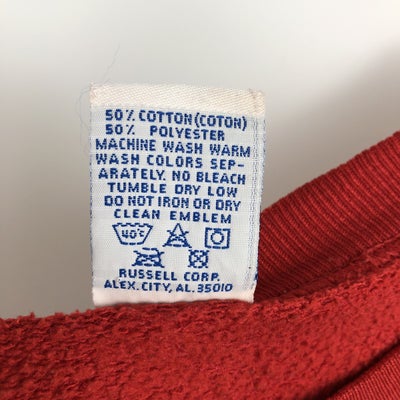 50% COTTON(COTON)
50% POLYESTER
MACHINE WASH WARM
WASH COLORS SEP-
ARATELY. NO BLEACH
TUMBLE DRY LOW
DO NOT IRON OR DRY
CLEAN EMBLEM
40°C
RUSSELL CORP.
ALEX. CITY, AL. 35010